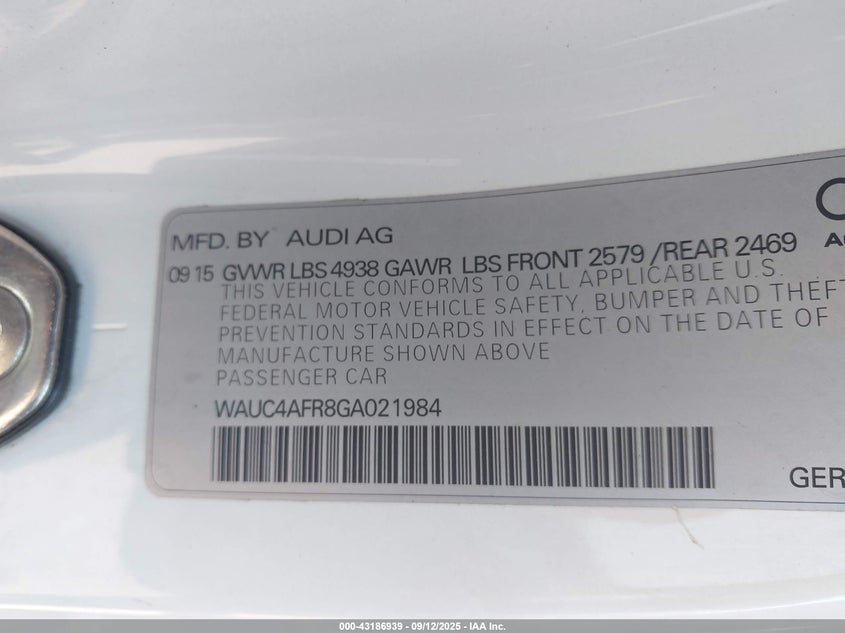 MFD. BY AUDI AG
09 15 GVWR LBS 4938 GAWR LBS FRONT 2579 /REAR 2469
THIS VEHICLE CONFORMS TO ALL APPLICABLE U.S.
FEDERAL MOTOR VEHICLE SAFETY, BUMPER AND THEFT
PREVENTION STANDARDS IN EFFECT ON THE DATE OF
MANUFACTURE SHOWN ABOVE
PASSENGER CAR
WAUC4AFR8GA021984
GER
000-43186939 - 09/12/2025 - IAA Inc.